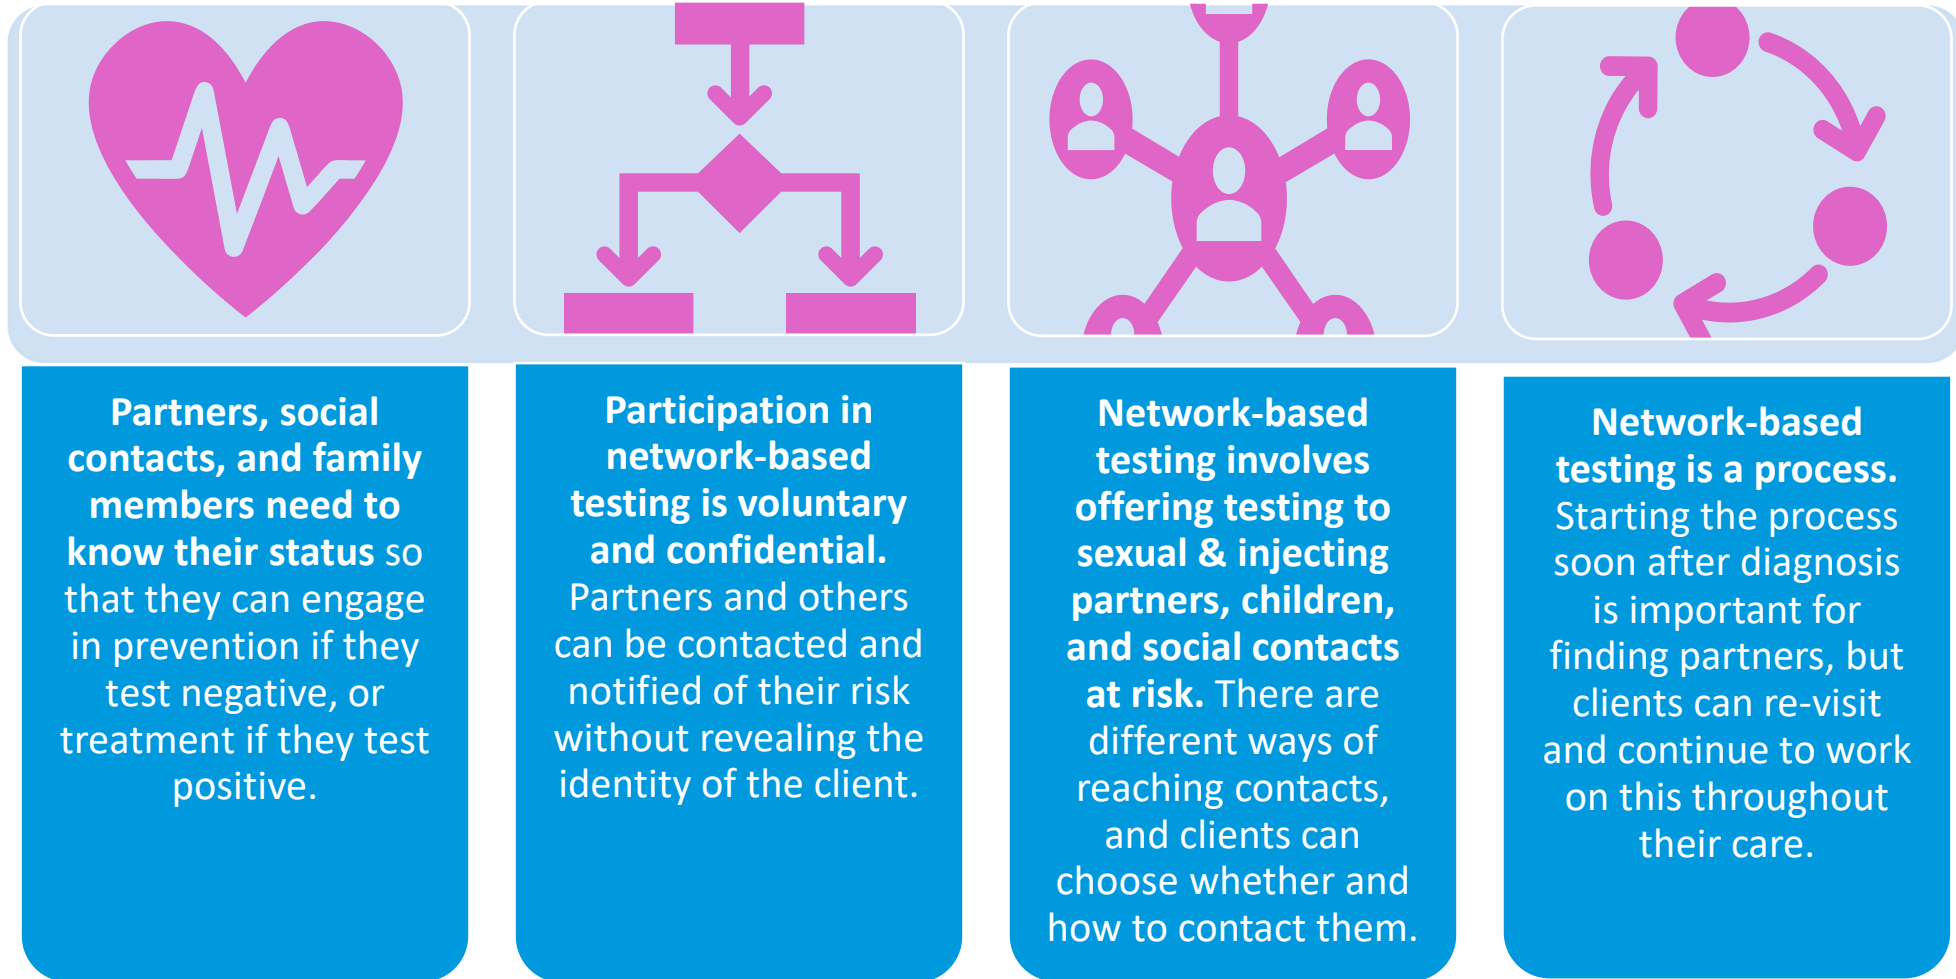 Partners, social
contacts, and family
members need to
know their status so
that they can engage
in prevention if they
test negative, or
treatment if they test
positive.
Participation in
network-based
testing is voluntary
and confidential.
Partners and others
can be contacted and
notified of their risk
without revealing the
identity of the client.
Network-based
testing involves
offering testing to
sexual & injecting
partners, children,
and social contacts
at risk. There are
different ways of
reaching contacts,
and clients can
choose whether and
how to contact them.
Network-based
testing is a process.
Starting the process
soon after diagnosis
is important for
finding partners, but
clients can re-visit
and continue to work
on this throughout
their care.